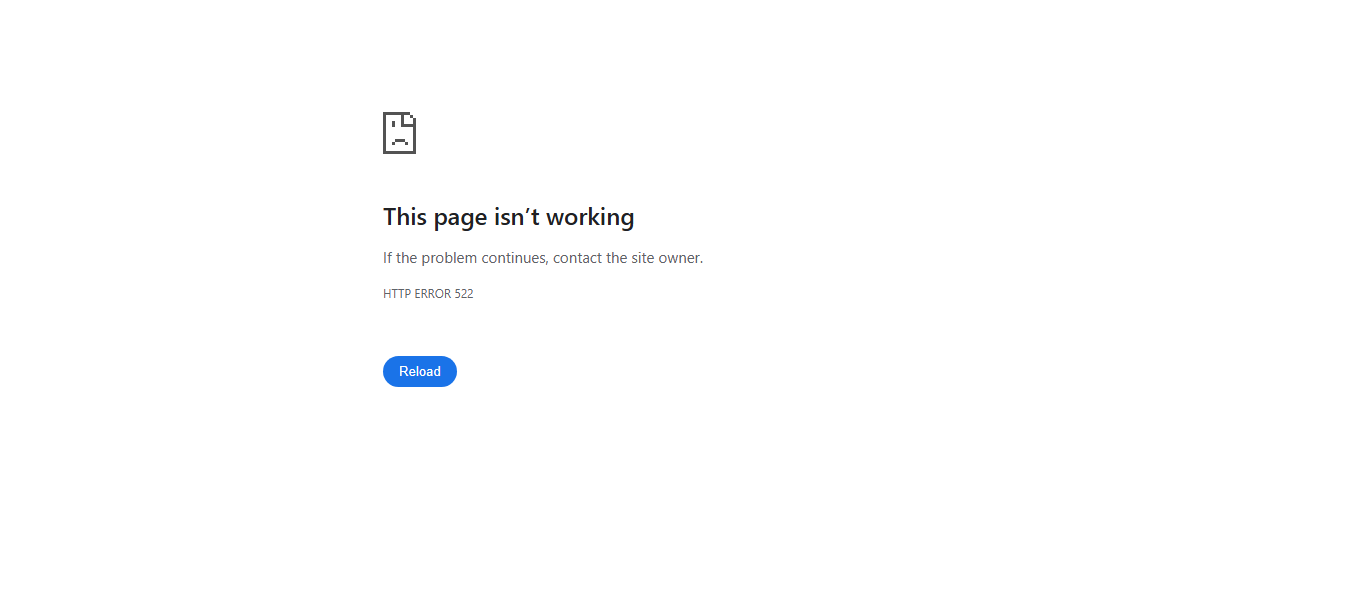 This page isn’t working
If the problem continues, contact the site owner.
HTTP ERROR 522
Reload